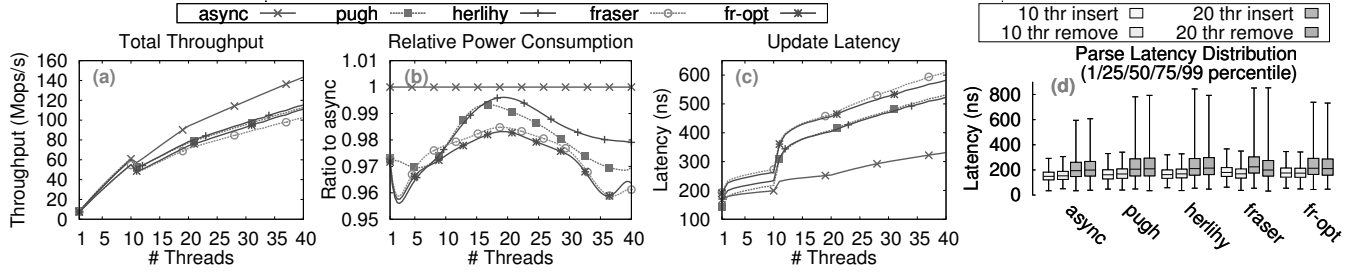 async pugh herlihy fraser fr-opt
10 thr insert 20 thr insert
10 thr remove 20 thr remove
Total Throughput
(a)
Throughput (Mops/s)
160
140
120
100
80
60
40
20
0
1 5 10 15 20 25 30 35 40
# Threads
Relative Power Consumption
(b)
Ratio to async
1.01
1
0.99
0.98
0.97
0.96
0.95
1 5 10 15 20 25 30 35 40
# Threads
Update Latency
(c)
Latency (ns)
600
500
400
300
200
100
1 5 10 15 20 25 30 35 40
# Threads
Parse Latency Distribution
(1/25/50/75/99 percentile)
(d)
Latency (ns)
800
600
400
200
0
async pugh herlihy fraser fr-opt